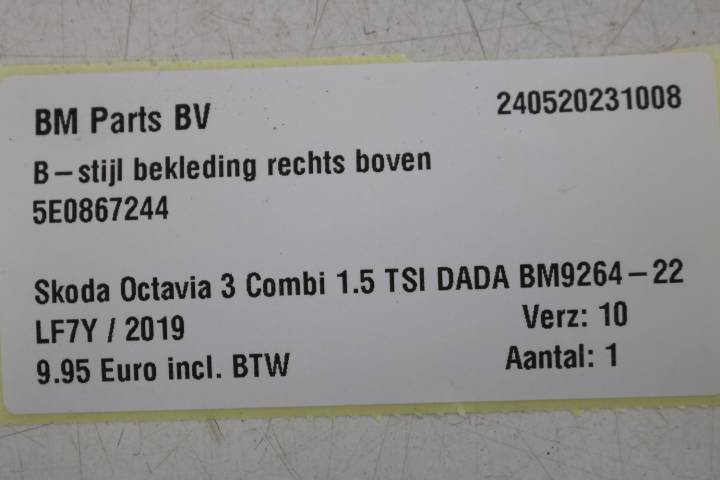 BM Parts BV 240520231008
B-stijl bekleding rechts boven
5E0867244
Skoda Octavia 3 Combi 1.5 TSI DADA BM9264-22
LF7Y / 2019 Verz: 10
9.95 Euro incl. BTW Aantal: 1